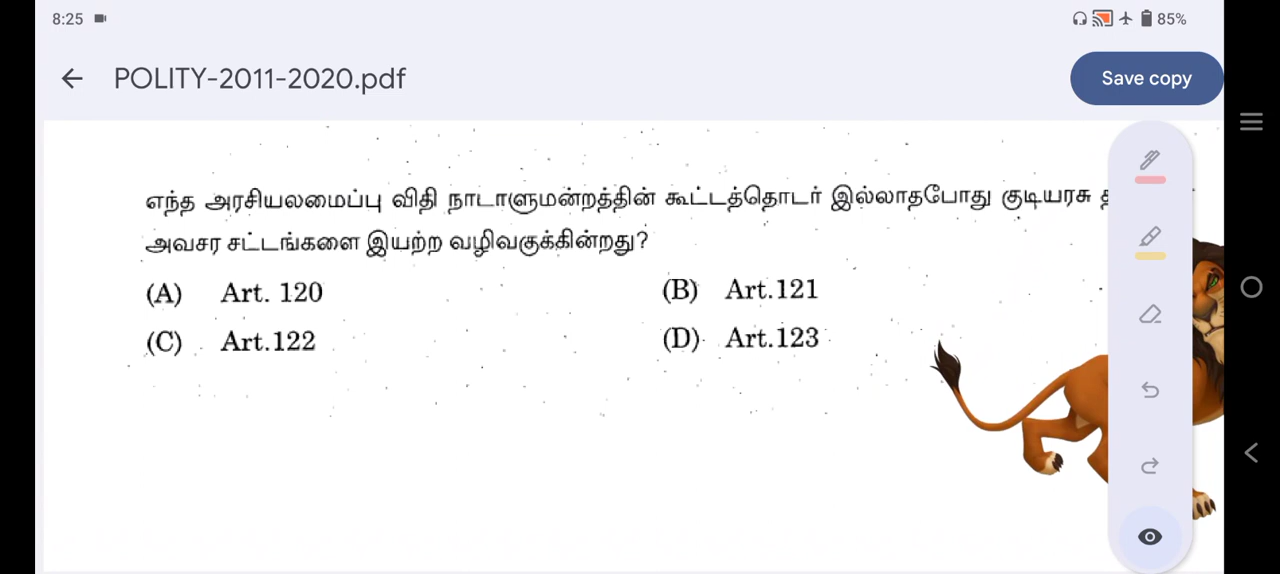 8:25
85%
POLITY-2011-2020.pdf
Save copy
எந்த அரசியலமைப்பு விதி நாடாளுமன்றத்தின் கூட்டத்தொடர் இல்லாதபோது குடியரசு
அவசர சட்டங்களை இயற்ற வழிவகுக்கின்றது?
(A) Art. 120
(B) Art.121
(C) Art.122
(D) Art.123